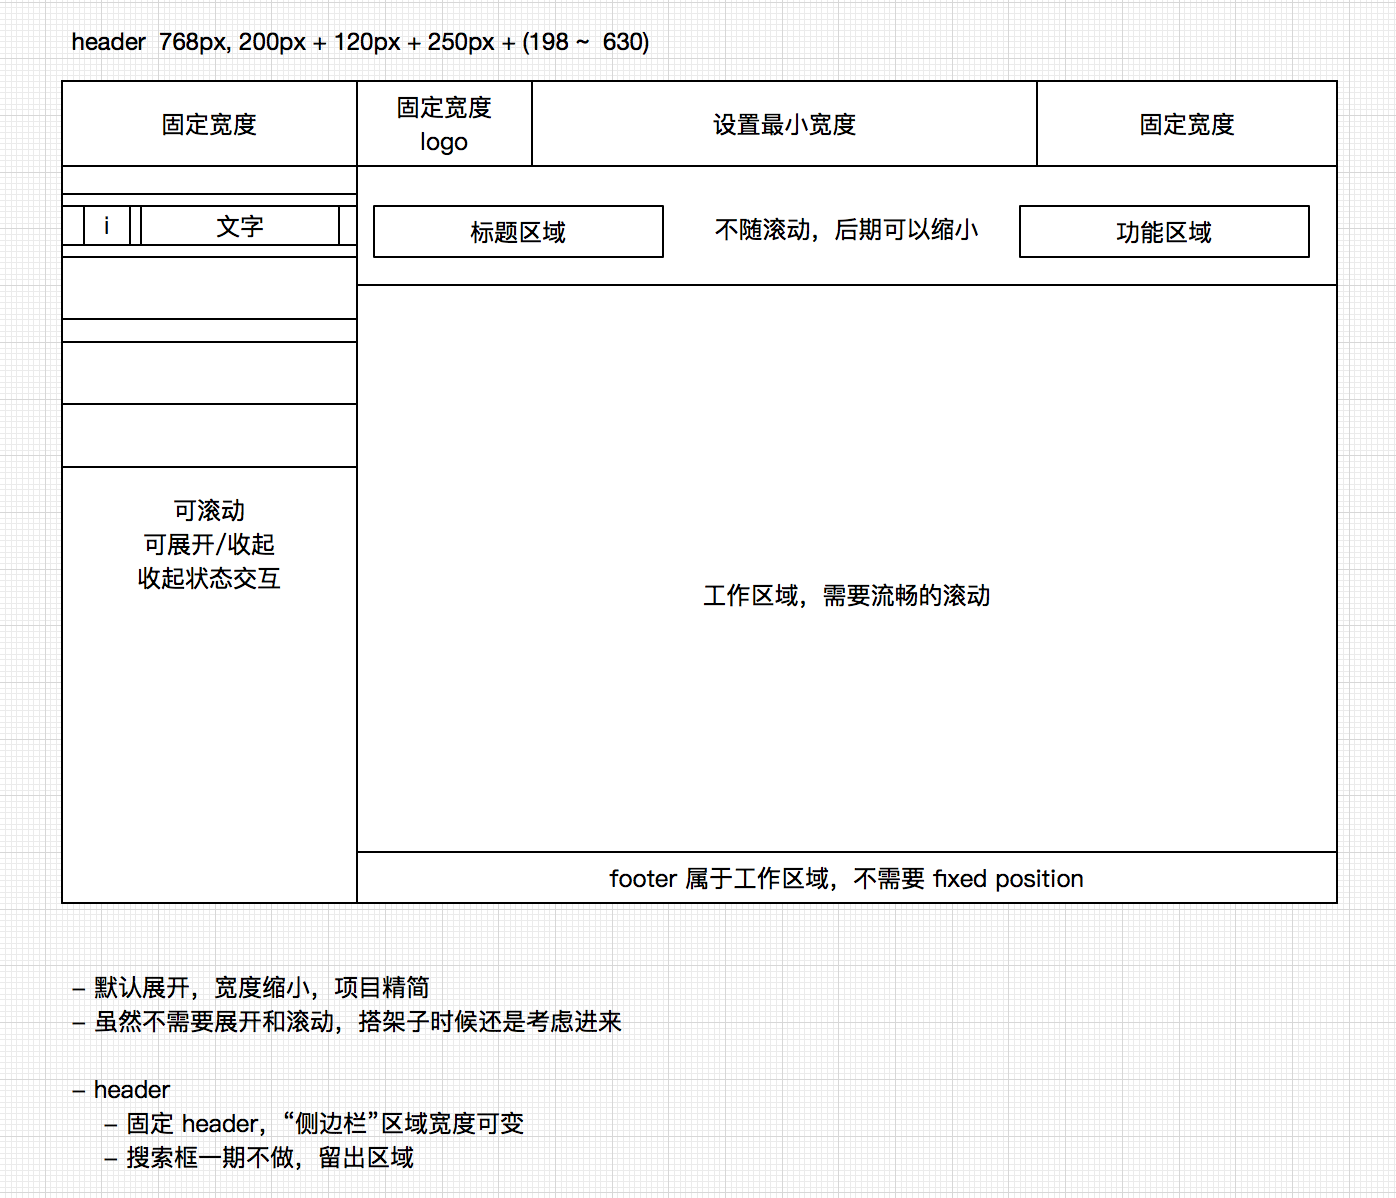 header  768px, 200px + 120px + 250px + (198 ~  630)
固定宽度
固定宽度
logo
设置最小宽度
固定宽度
i
文字
标题区域
不随滚动，后期可以缩小
功能区域
可滚动
可展开/收起
收起状态交互
工作区域，需要流畅的滚动
footer 属于工作区域，不需要 fixed position
– 默认展开，宽度缩小，项目精简
– 虽然不需要展开和滚动，搭架子时候还是考虑进来
– header
– 固定 header，“侧边栏”区域宽度可变
– 搜索框一期不做，留出区域